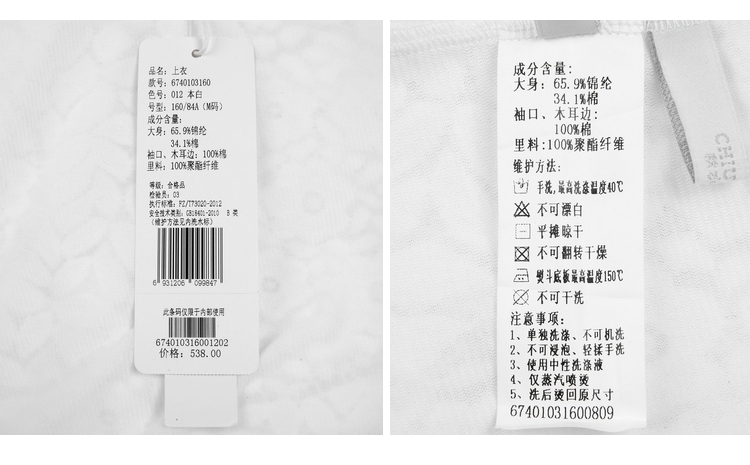 品名：上衣
款号：6740103160
色号：012 本白
号型：160/84A（M码）
成分含量：
大身：65.9%锦纶
34.1%棉
袖口、木耳边：100%棉
里料：100%聚酯纤维
等级：合格品
检验员：03
执行标准：FZ/T73020-2012
安全技术类别：GB18401-2010 B 类
（维护方法见内洗水标）
6 931206 099847
此条码仅限于内部使用
674010316001202
价格：538.00
成分含量：
大身：65.9%锦纶
34.1%棉
袖口、木耳边：
100%棉
里料：100%聚酯纤维
维护方法：
手洗，最高洗涤温度40℃
不可漂白
平摊晾干
不可翻转干燥
熨斗底板最高温度150℃
不可干洗
注意事项：
1、单独洗涤、不可机洗
2、不可浸泡、轻揉手洗
3、使用中性洗涤液
4、仅蒸汽喷烫
5、洗后烫回原尺寸
67401031600809